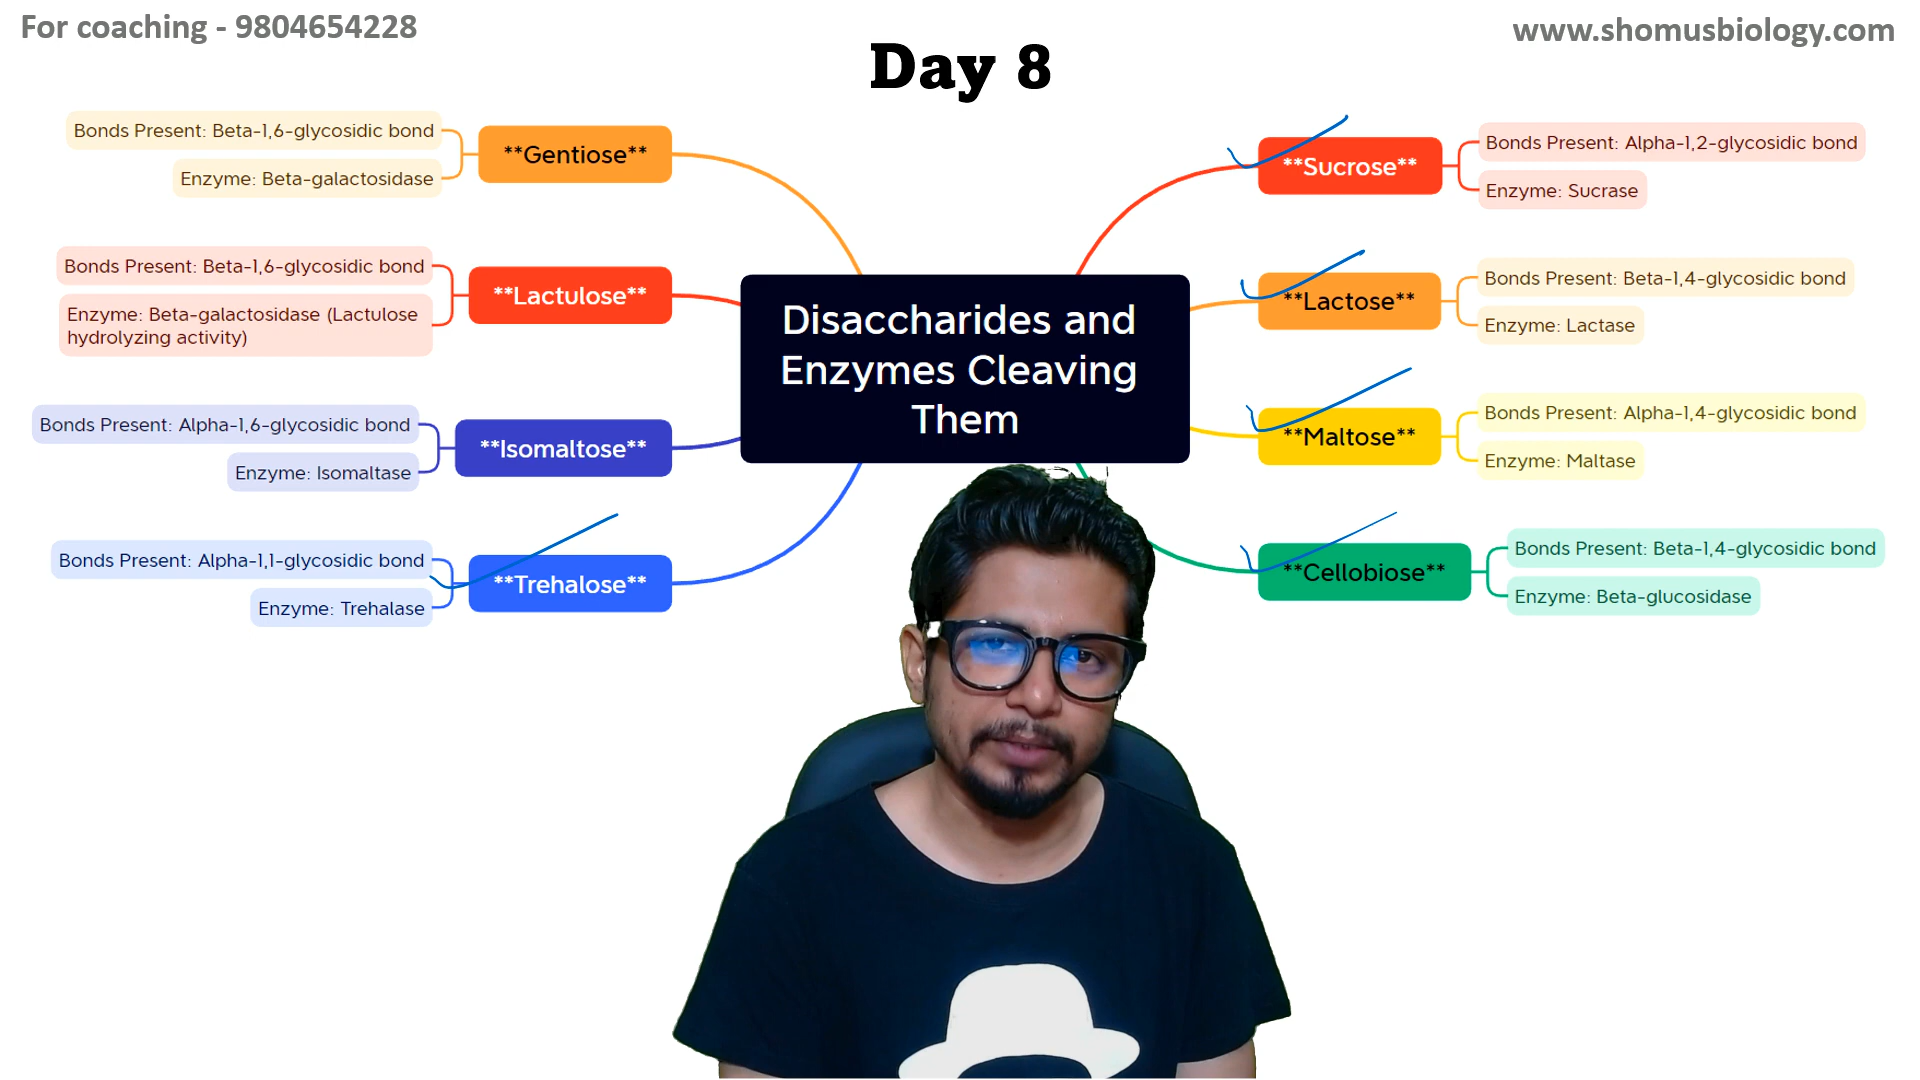 For coaching - 9804654228
www.shomusbiology.com
Day 8
Disaccharides and
Enzymes Cleaving
Them
**Sucrose**
Bonds Present: Alpha-1,2-glycosidic bond
Enzyme: Sucrase
**Lactose**
Bonds Present: Beta-1,4-glycosidic bond
Enzyme: Lactase
**Maltose**
Bonds Present: Alpha-1,4-glycosidic bond
Enzyme: Maltase
**Cellobiose**
Bonds Present: Beta-1,4-glycosidic bond
Enzyme: Beta-glucosidase
**Gentiose**
Bonds Present: Beta-1,6-glycosidic bond
Enzyme: Beta-galactosidase
**Lactulose**
Bonds Present: Beta-1,6-glycosidic bond
Enzyme: Beta-galactosidase (Lactulose
hydrolyzing activity)
**Isomaltose**
Bonds Present: Alpha-1,6-glycosidic bond
Enzyme: Isomaltase
**Trehalose**
Bonds Present: Alpha-1,1-glycosidic bond
Enzyme: Trehalase